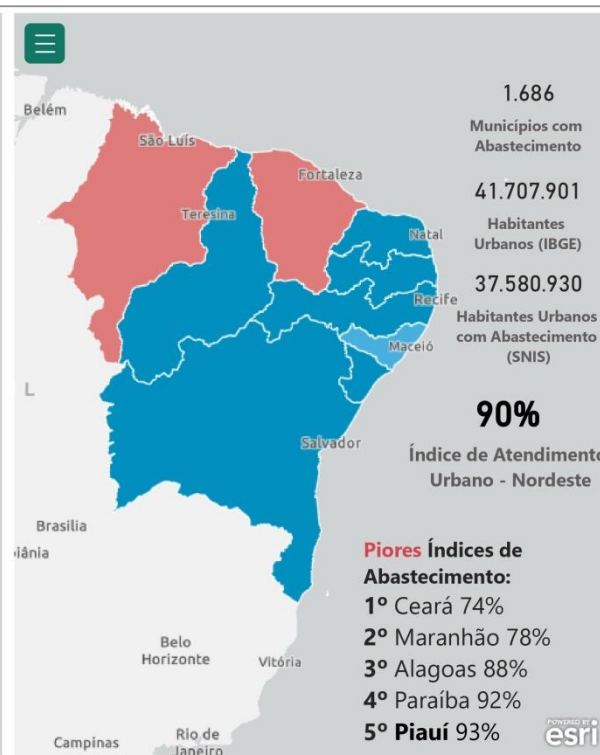 Belém
São Luís
Fortaleza
Teresina
Natal
Recife
Maceió
L
Salvador
Brasilia
iânia
Belo
Horizonte
Vitória
Campinas
Rio de
Janeiro
1.686
Municípios com
Abastecimento
41.707.901
Habitantes
Urbanos (IBGE)
37.580.930
Habitantes Urbanos
com Abastecimento
(SNIS)
90%
Índice de Atendimento
Urbano - Nordeste
Piores Índices de
Abastecimento:
1º Ceará 74%
2º Maranhão 78%
3º Alagoas 88%
4º Paraíba 92%
5º Piauí 93%
POWERED BY
esri